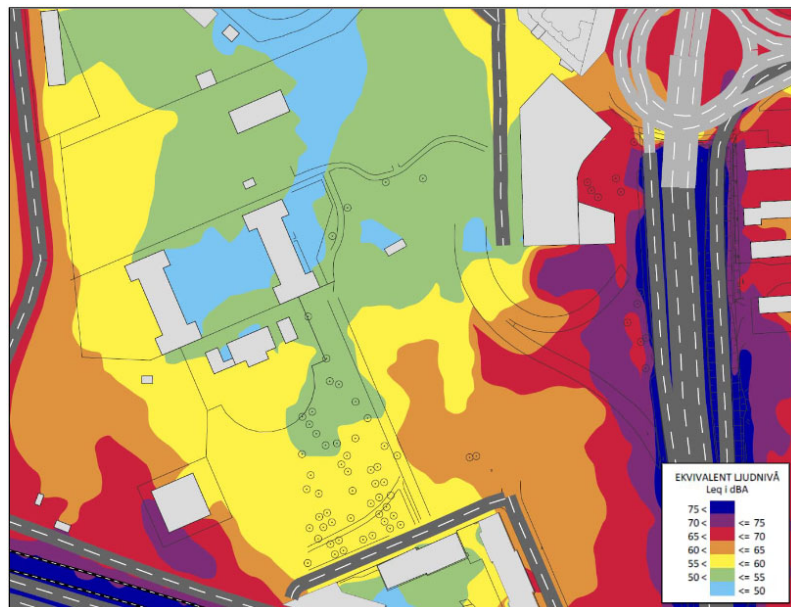 EKVIVALENT LJUDNIVÅ
Leq i dBA
75 <
70 < <= 75
65 < <= 70
60 < <= 65
55 < <= 60
50 < <= 55
<= 50